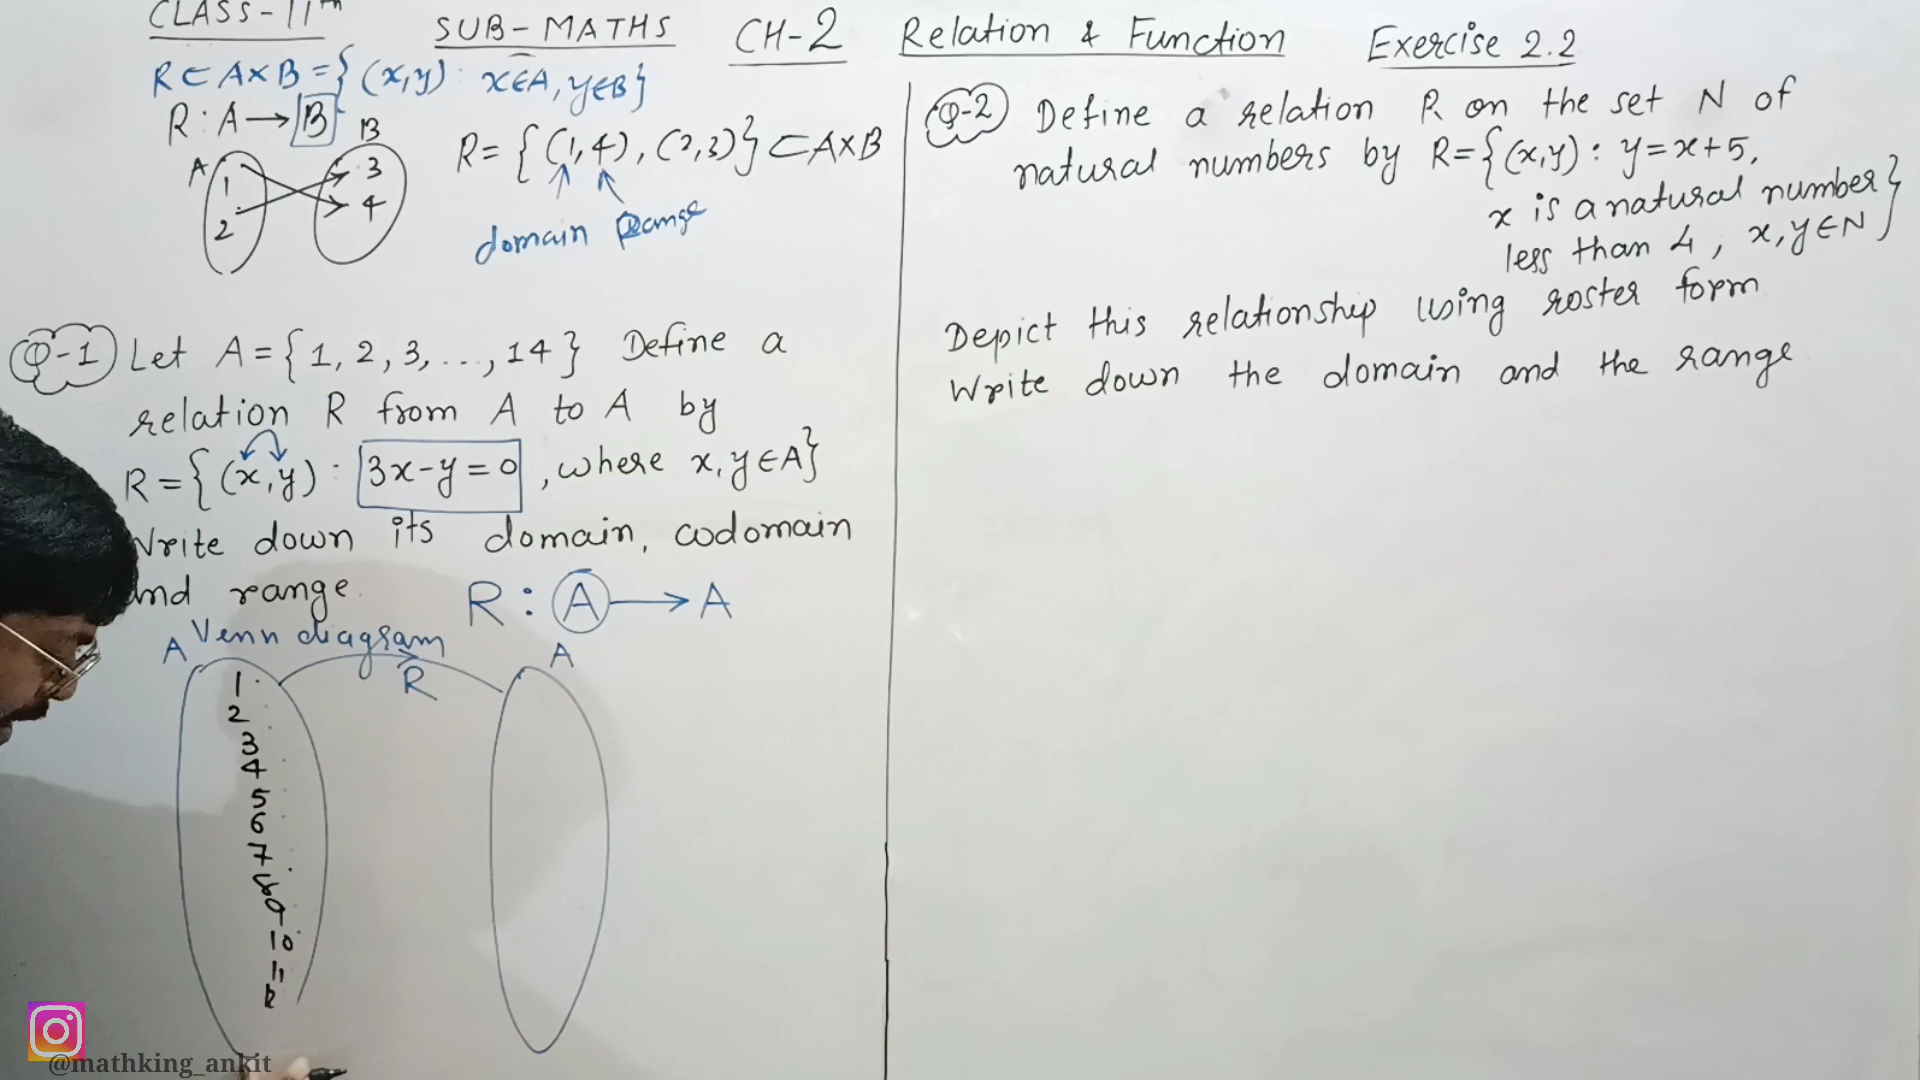 CLASS-11th SUB-MATHS CH-2 Relation & Function Exercise 2.2
R⊂A×B={(x,y): x∈A, y∈B}
R:A→B
A B
1 3
2 4
R={(1,4),(2,3)}⊂A×B
domain Range
Q-1 Let A={1,2,3,...,14} Define a
relation R from A to A by
R={(x,y): 3x-y=0, where x,y∈A}
Write down its domain, codomain
and range.
R:A→A
Venn diagram
A R A
1
2
3
4
5
6
7
8
9
10
11
12
Q-2 Define a relation R on the set N of
natural numbers by R={(x,y): y=x+5,
x is a natural number
less than 4, x,y∈N}
Depict this relationship using roster form
Write down the domain and the range
@mathking_ankit